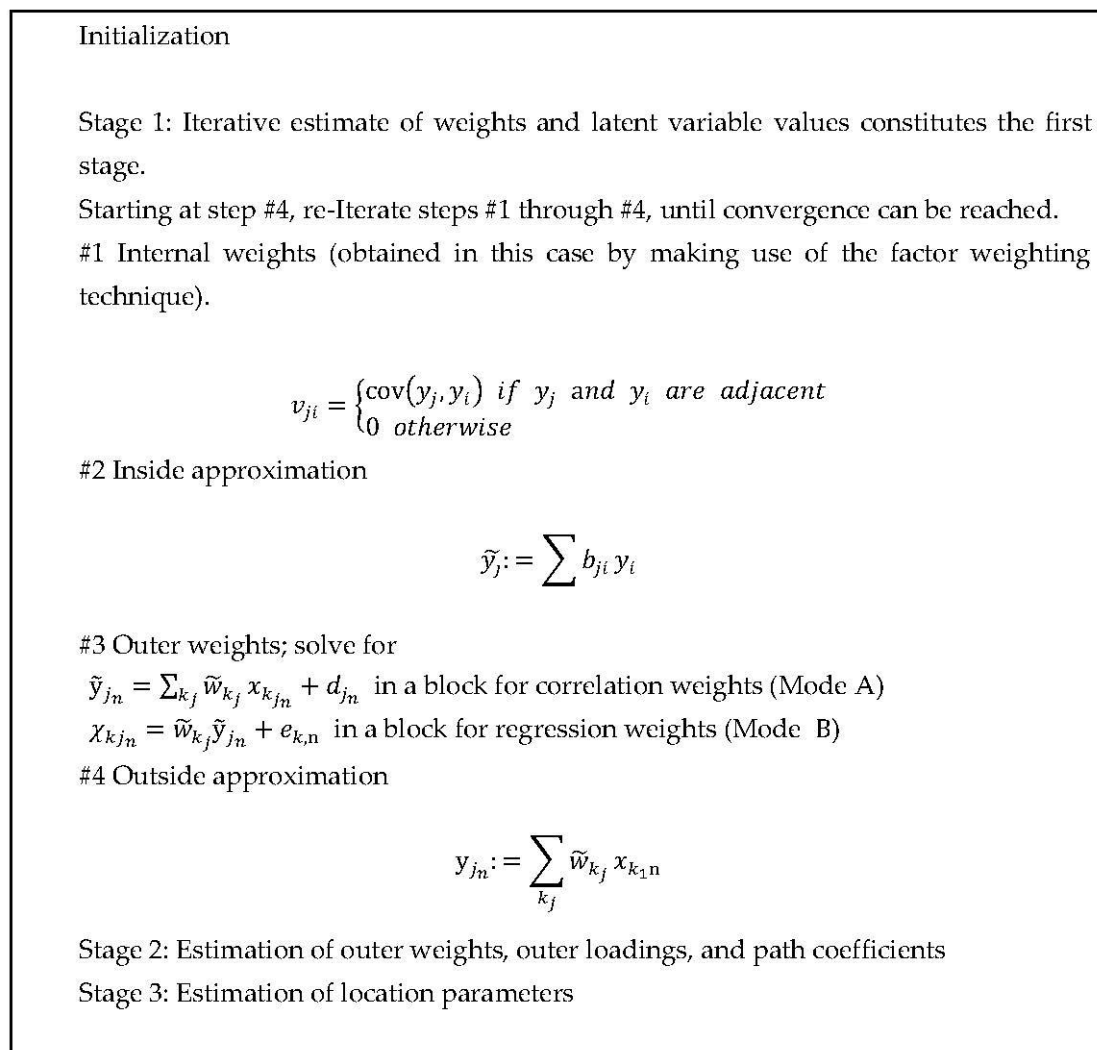 Initialization
Stage 1: Iterative estimate of weights and latent variable values constitutes the first
stage.
Starting at step #4, re-Iterate steps #1 through #4, until convergence can be reached.
#1 Internal weights (obtained in this case by making use of the factor weighting
technique).
v_{ji} = { cov(y_j, y_i) if y_j and y_i are adjacent
0 otherwise
#2 Inside approximation
ỹ_j := ∑ b_{ji} y_i
#3 Outer weights; solve for
ỹ_{j_n} = ∑_{k_j} w̃_{k_j} x_{k_{j_n}} + d_{j_n} in a block for correlation weights (Mode A)
χ_{kj_n} = w̃_{k_j} ỹ_{j_n} + e_{k,n} in a block for regression weights (Mode B)
#4 Outside approximation
y_{j_n} := ∑_{k_j} w̃_{k_j} x_{k_1 n}
Stage 2: Estimation of outer weights, outer loadings, and path coefficients
Stage 3: Estimation of location parameters